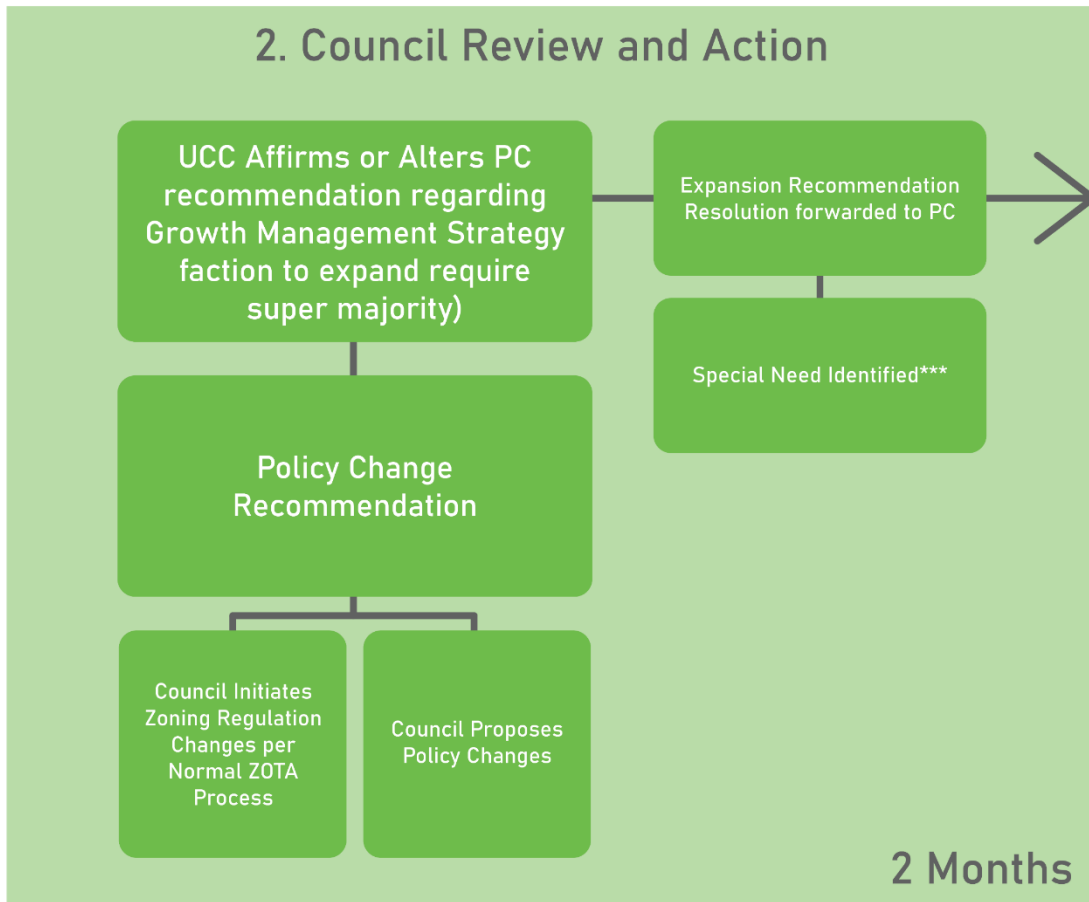 2. Council Review and Action
UCC Affirms or Alters PC
recommendation regarding
Growth Management Strategy
faction to expand require
super majority)
Expansion Recommendation
Resolution forwarded to PC
Special Need Identified***
Policy Change
Recommendation
Council Initiates
Zoning Regulation
Changes per
Normal ZOTA
Process
Council Proposes
Policy Changes
2 Months